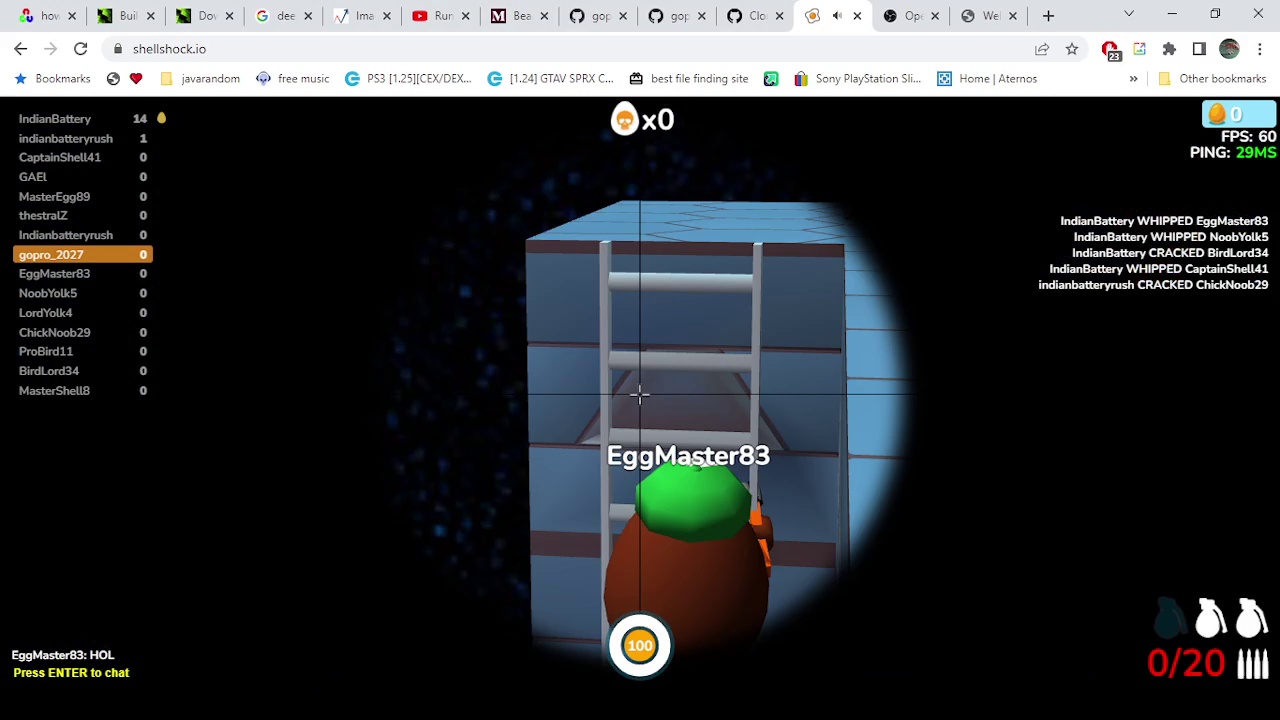 how
Buil
Dov
dee
Ima
Run
Bea
gop
gop
Clo
Ope
Wel
shellshock.io
23
Bookmarks
javarandom
free music
PS3 [1.25][CEX/DEX...
[1.24] GTAV SPRX C...
best file finding site
Sony PlayStation Sli...
Home | Aternos
»
Other bookmarks
IndianBattery 14
indianbatteryrush 1
CaptainShell41 0
GAEl 0
MasterEgg89 0
thestralZ 0
Indianbatteryrush 0
gopro_2027 0
EggMaster83 0
NoobYolk5 0
LordYolk4 0
ChickNoob29 0
ProBird11 0
BirdLord34 0
MasterShell8 0
x0
0
FPS: 60
PING: 29MS
IndianBattery WHIPPED EggMaster83
IndianBattery WHIPPED NoobYolk5
IndianBattery CRACKED BirdLord34
IndianBattery WHIPPED CaptainShell41
indianbatteryrush CRACKED ChickNoob29
EggMaster83
100
EggMaster83: HOL
Press ENTER to chat
0/20